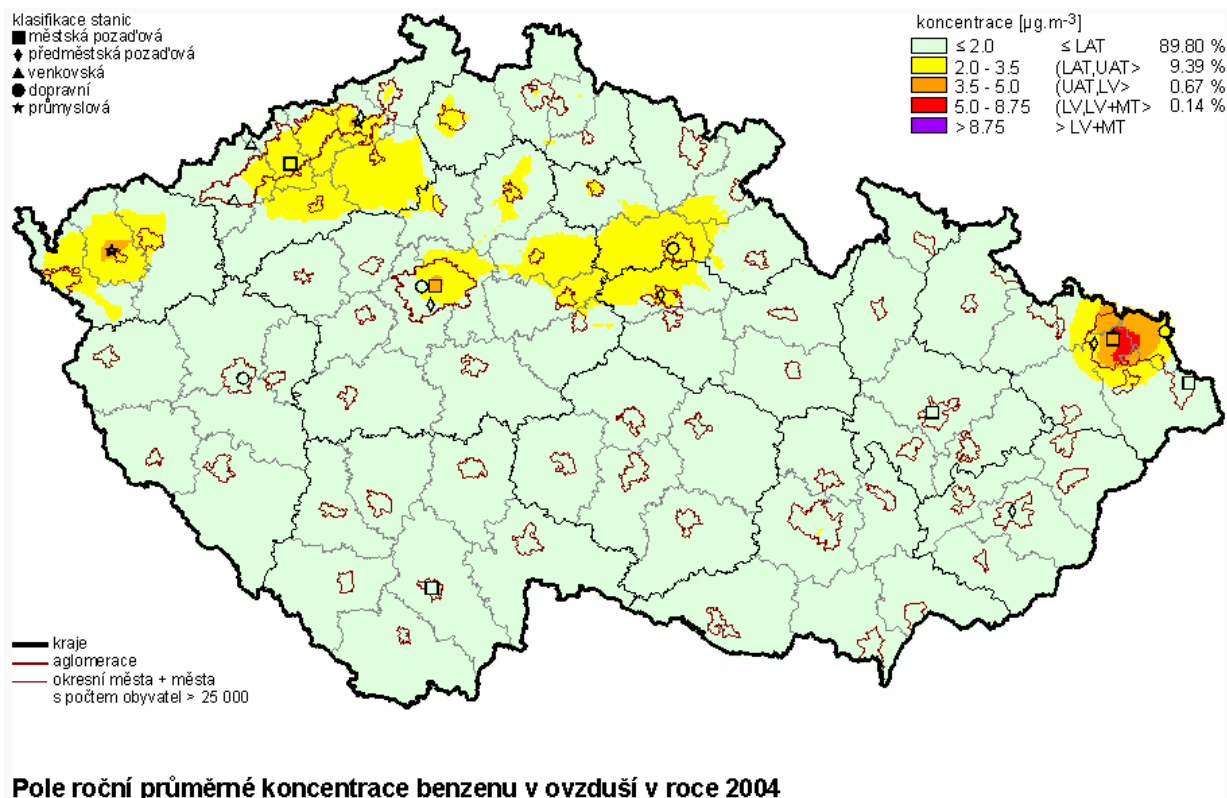 klasifikace stanic
městská pozaďová
předměstská pozaďová
venkovská
dopravní
průmyslová
koncentrace [µg.m-3]
≤ 2.0 ≤ LAT 89.80 %
2.0 - 3.5 (LAT,UAT> 9.39 %
3.5 - 5.0 (UAT,LV> 0.67 %
5.0 - 8.75 (LV,LV+MT> 0.14 %
> 8.75 > LV+MT
kraje
aglomerace
okresní města + města
s počtem obyvatel > 25 000
Pole roční průměrné koncentrace benzenu v ovzduší v roce 2004